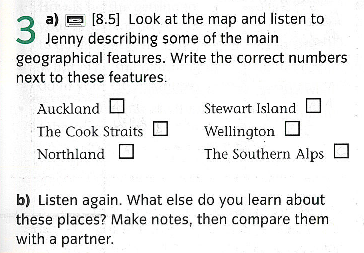 3 a) [8.5] Look at the map and listen to
Jenny describing some of the main
geographical features. Write the correct numbers
next to these features.
Auckland Stewart Island
The Cook Straits Wellington
Northland The Southern Alps
b) Listen again. What else do you learn about
these places? Make notes, then compare them
with a partner.